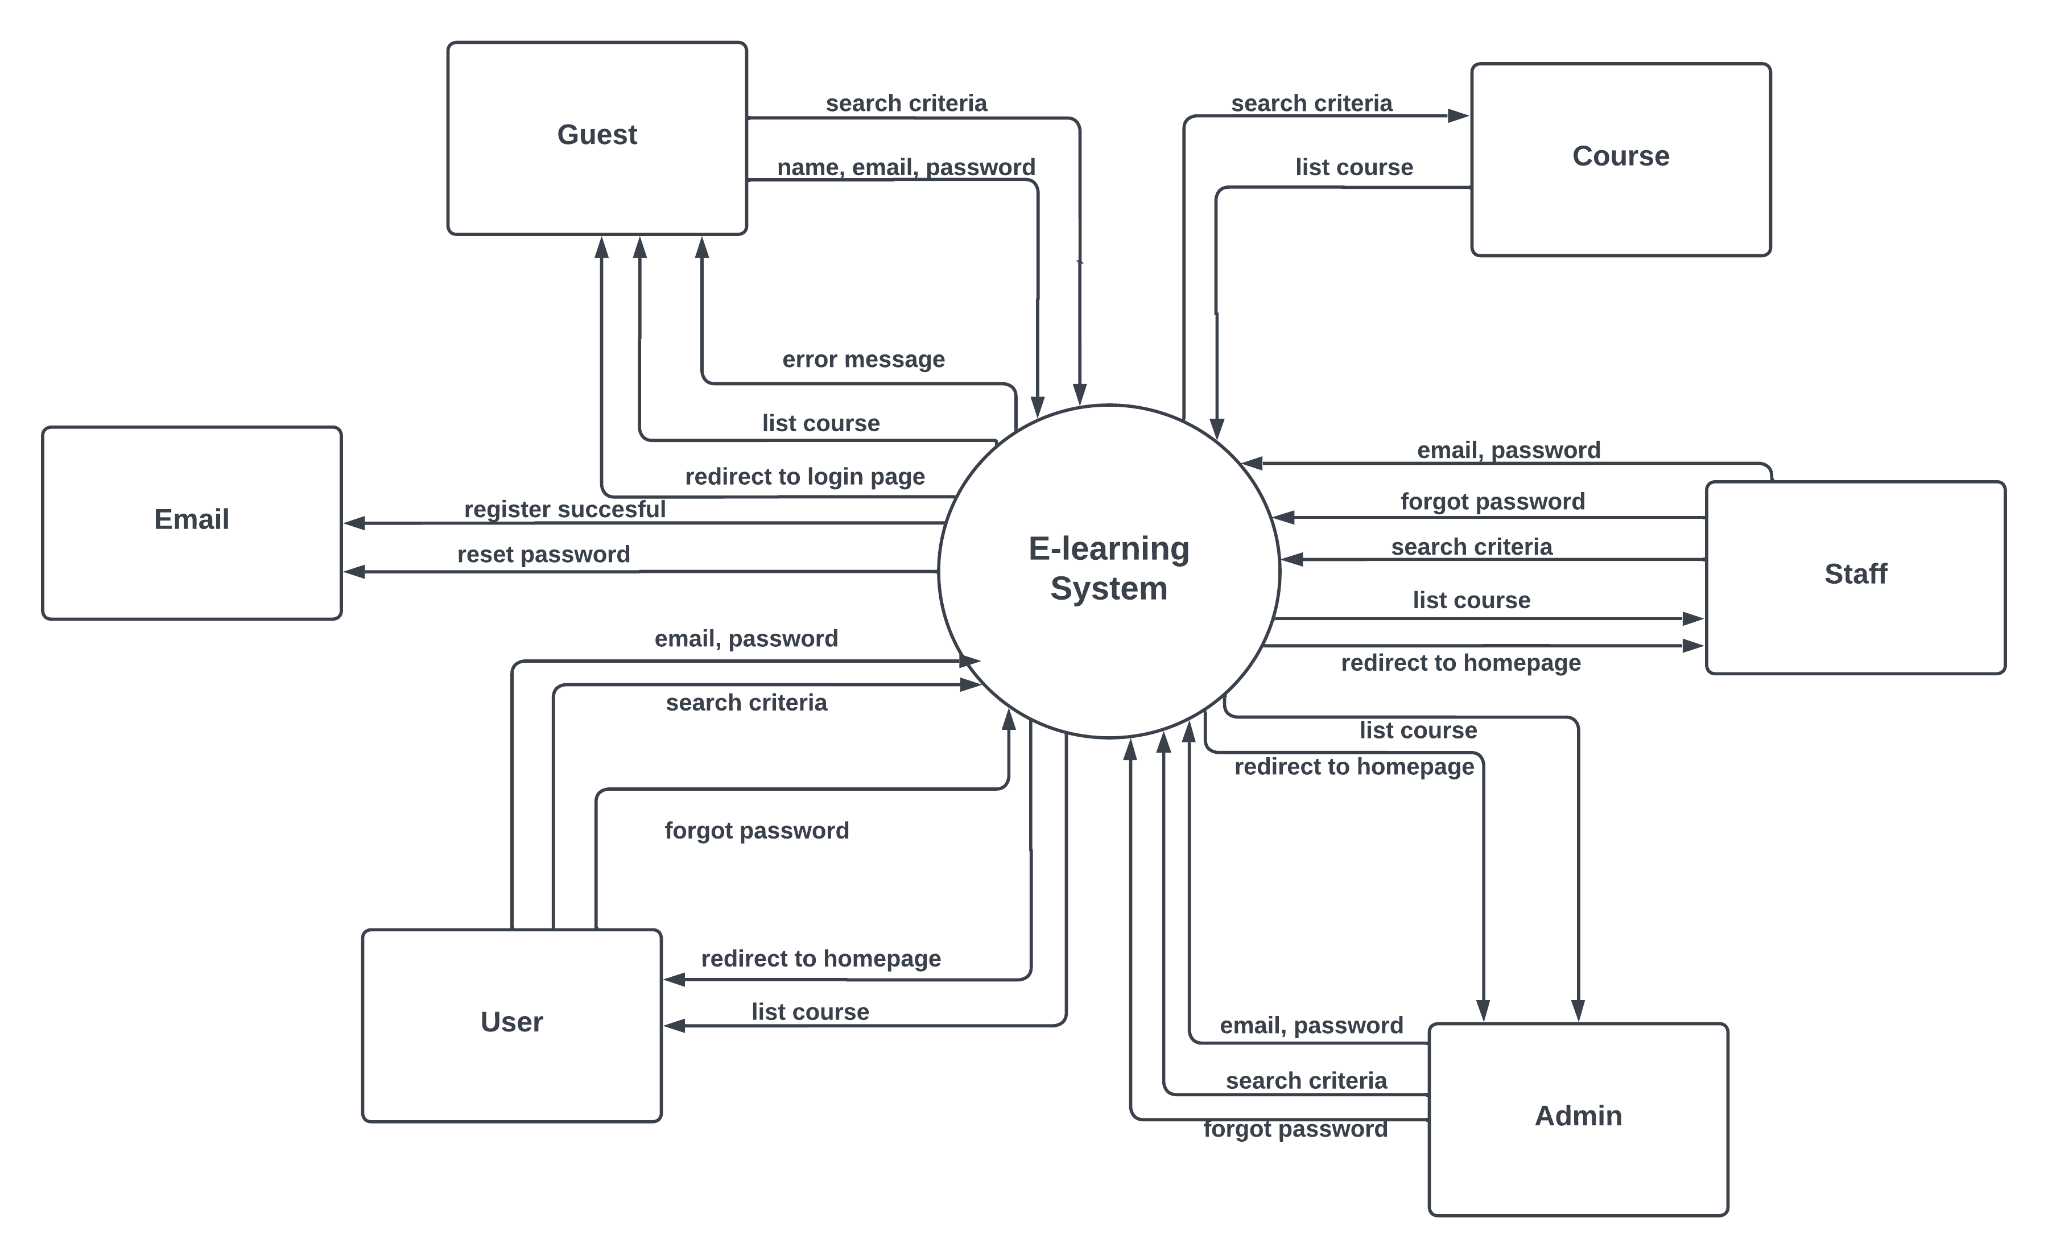 search criteria
search criteria
Guest
Course
name, email, password
list course
error message
list course
email, password
redirect to login page
forgot password
register succesful
Email
E-learning
System
search criteria
reset password
Staff
list course
email, password
redirect to homepage
search criteria
list course
redirect to homepage
forgot password
redirect to homepage
list course
User
email, password
search criteria
Admin
forgot password